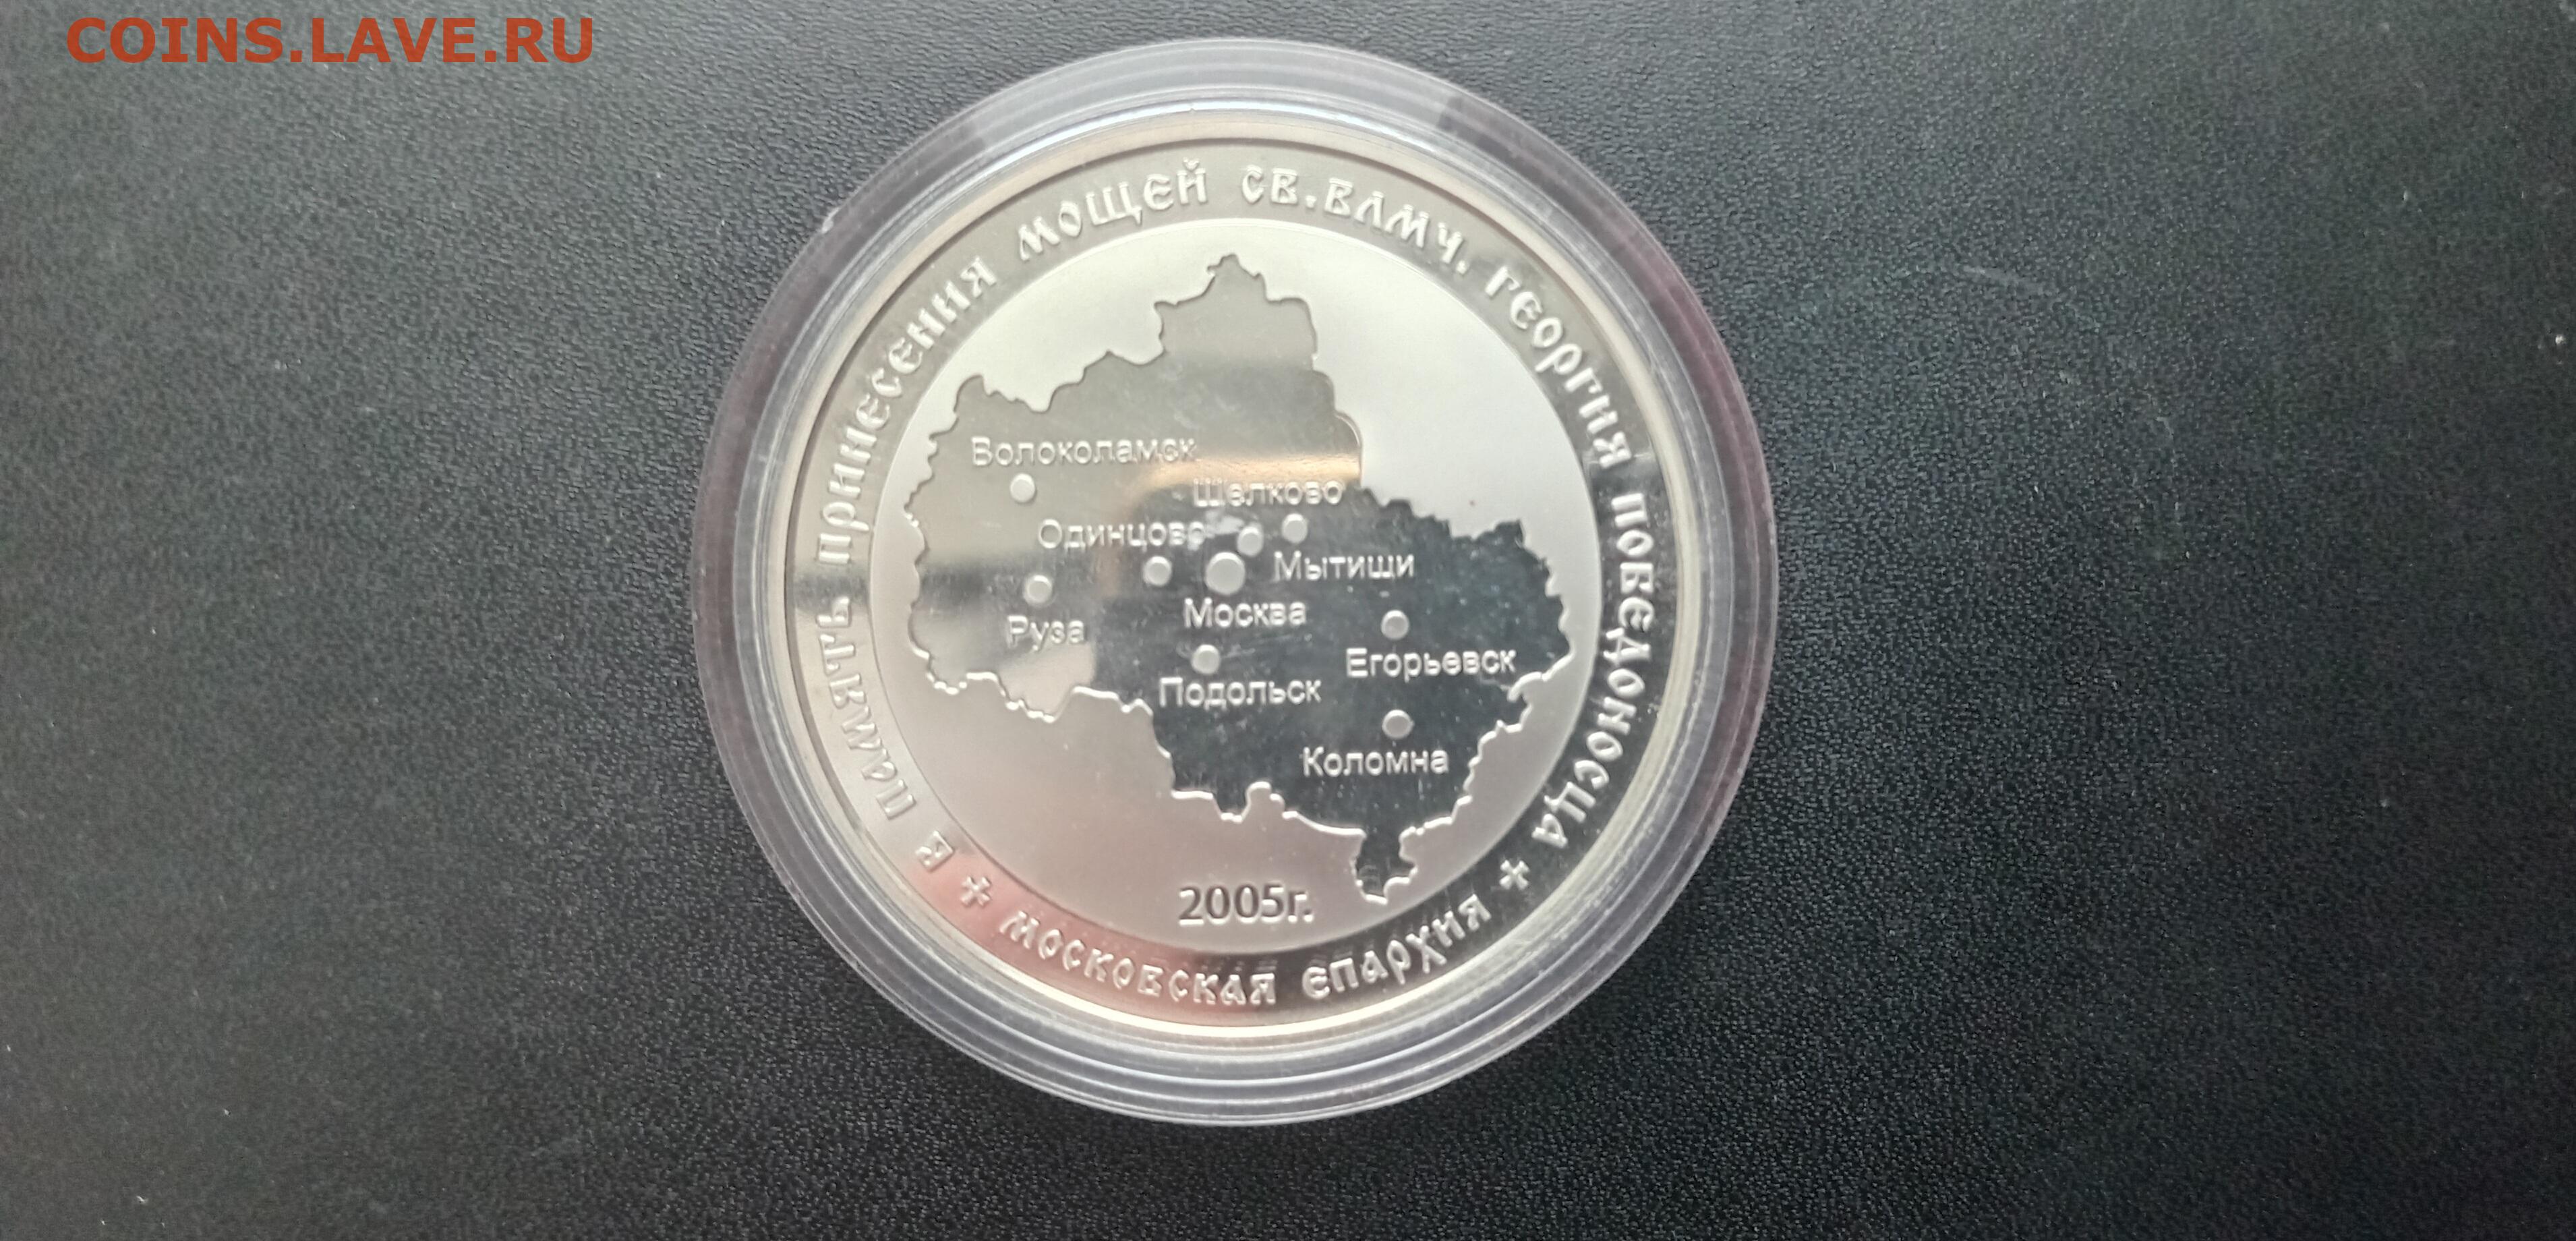 COINS.LAVE.RU
В ПАМЯТЬ ПРИНЕСЕНИЯ МОЩЕЙ СВ.ВЛМЧ. ГЕОРГИЯ ПОБЕДОНОСЦА
Волоколамск
Щелково
Одинцово
Мытищи
Москва
Руза
Егорьевск
Подольск
Коломна
2005г.
+ МОСКОВСКАЯ ЕПАРХИЯ +